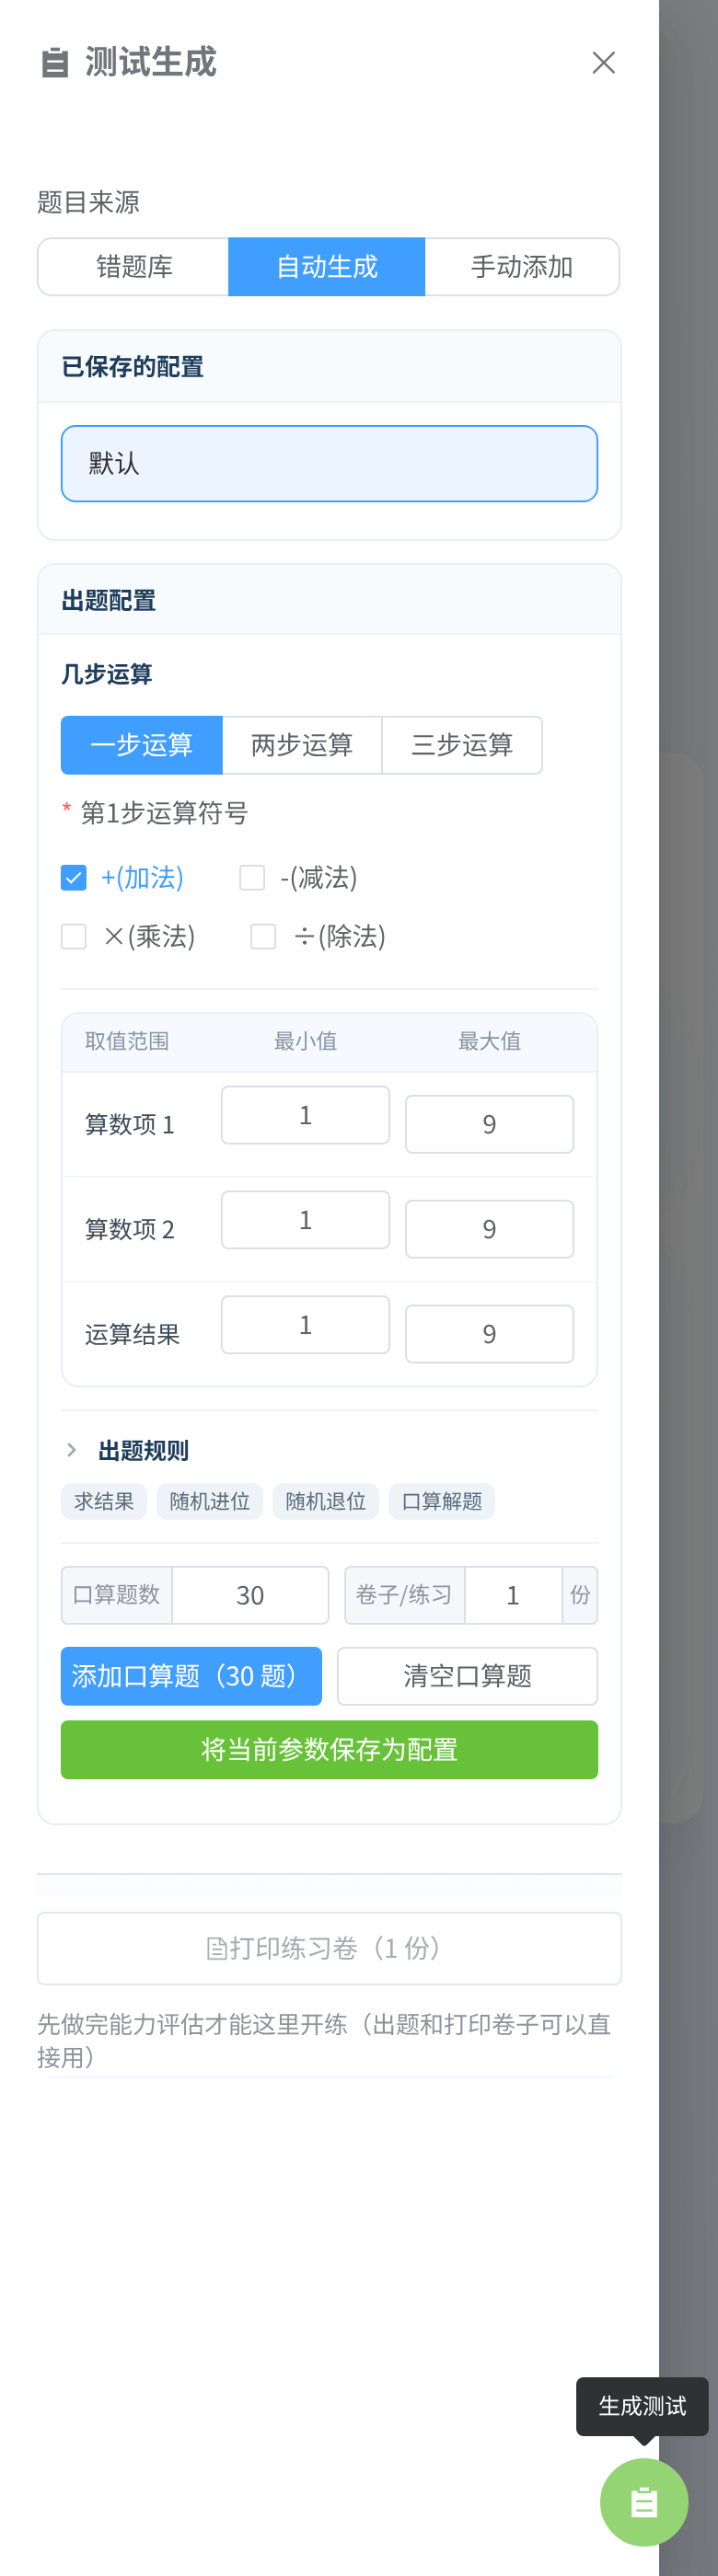 测试生成
题目来源
错题库 自动生成 手动添加
已保存的配置
默认
出题配置
几步运算
一步运算 两步运算 三步运算
* 第1步运算符号
+(加法) -(减法)
×(乘法) ÷(除法)
取值范围 最小值 最大值
算数项 1 1 9
算数项 2 1 9
运算结果 1 9
出题规则
求结果 随机进位 随机退位 口算解题
口算题数 30 卷子/练习 1 份
添加口算题（30 题） 清空口算题
将当前参数保存为配置
打印练习卷（1 份）
先做完能力评估才能这里开练（出题和打印卷子可以直
接用）
生成测试